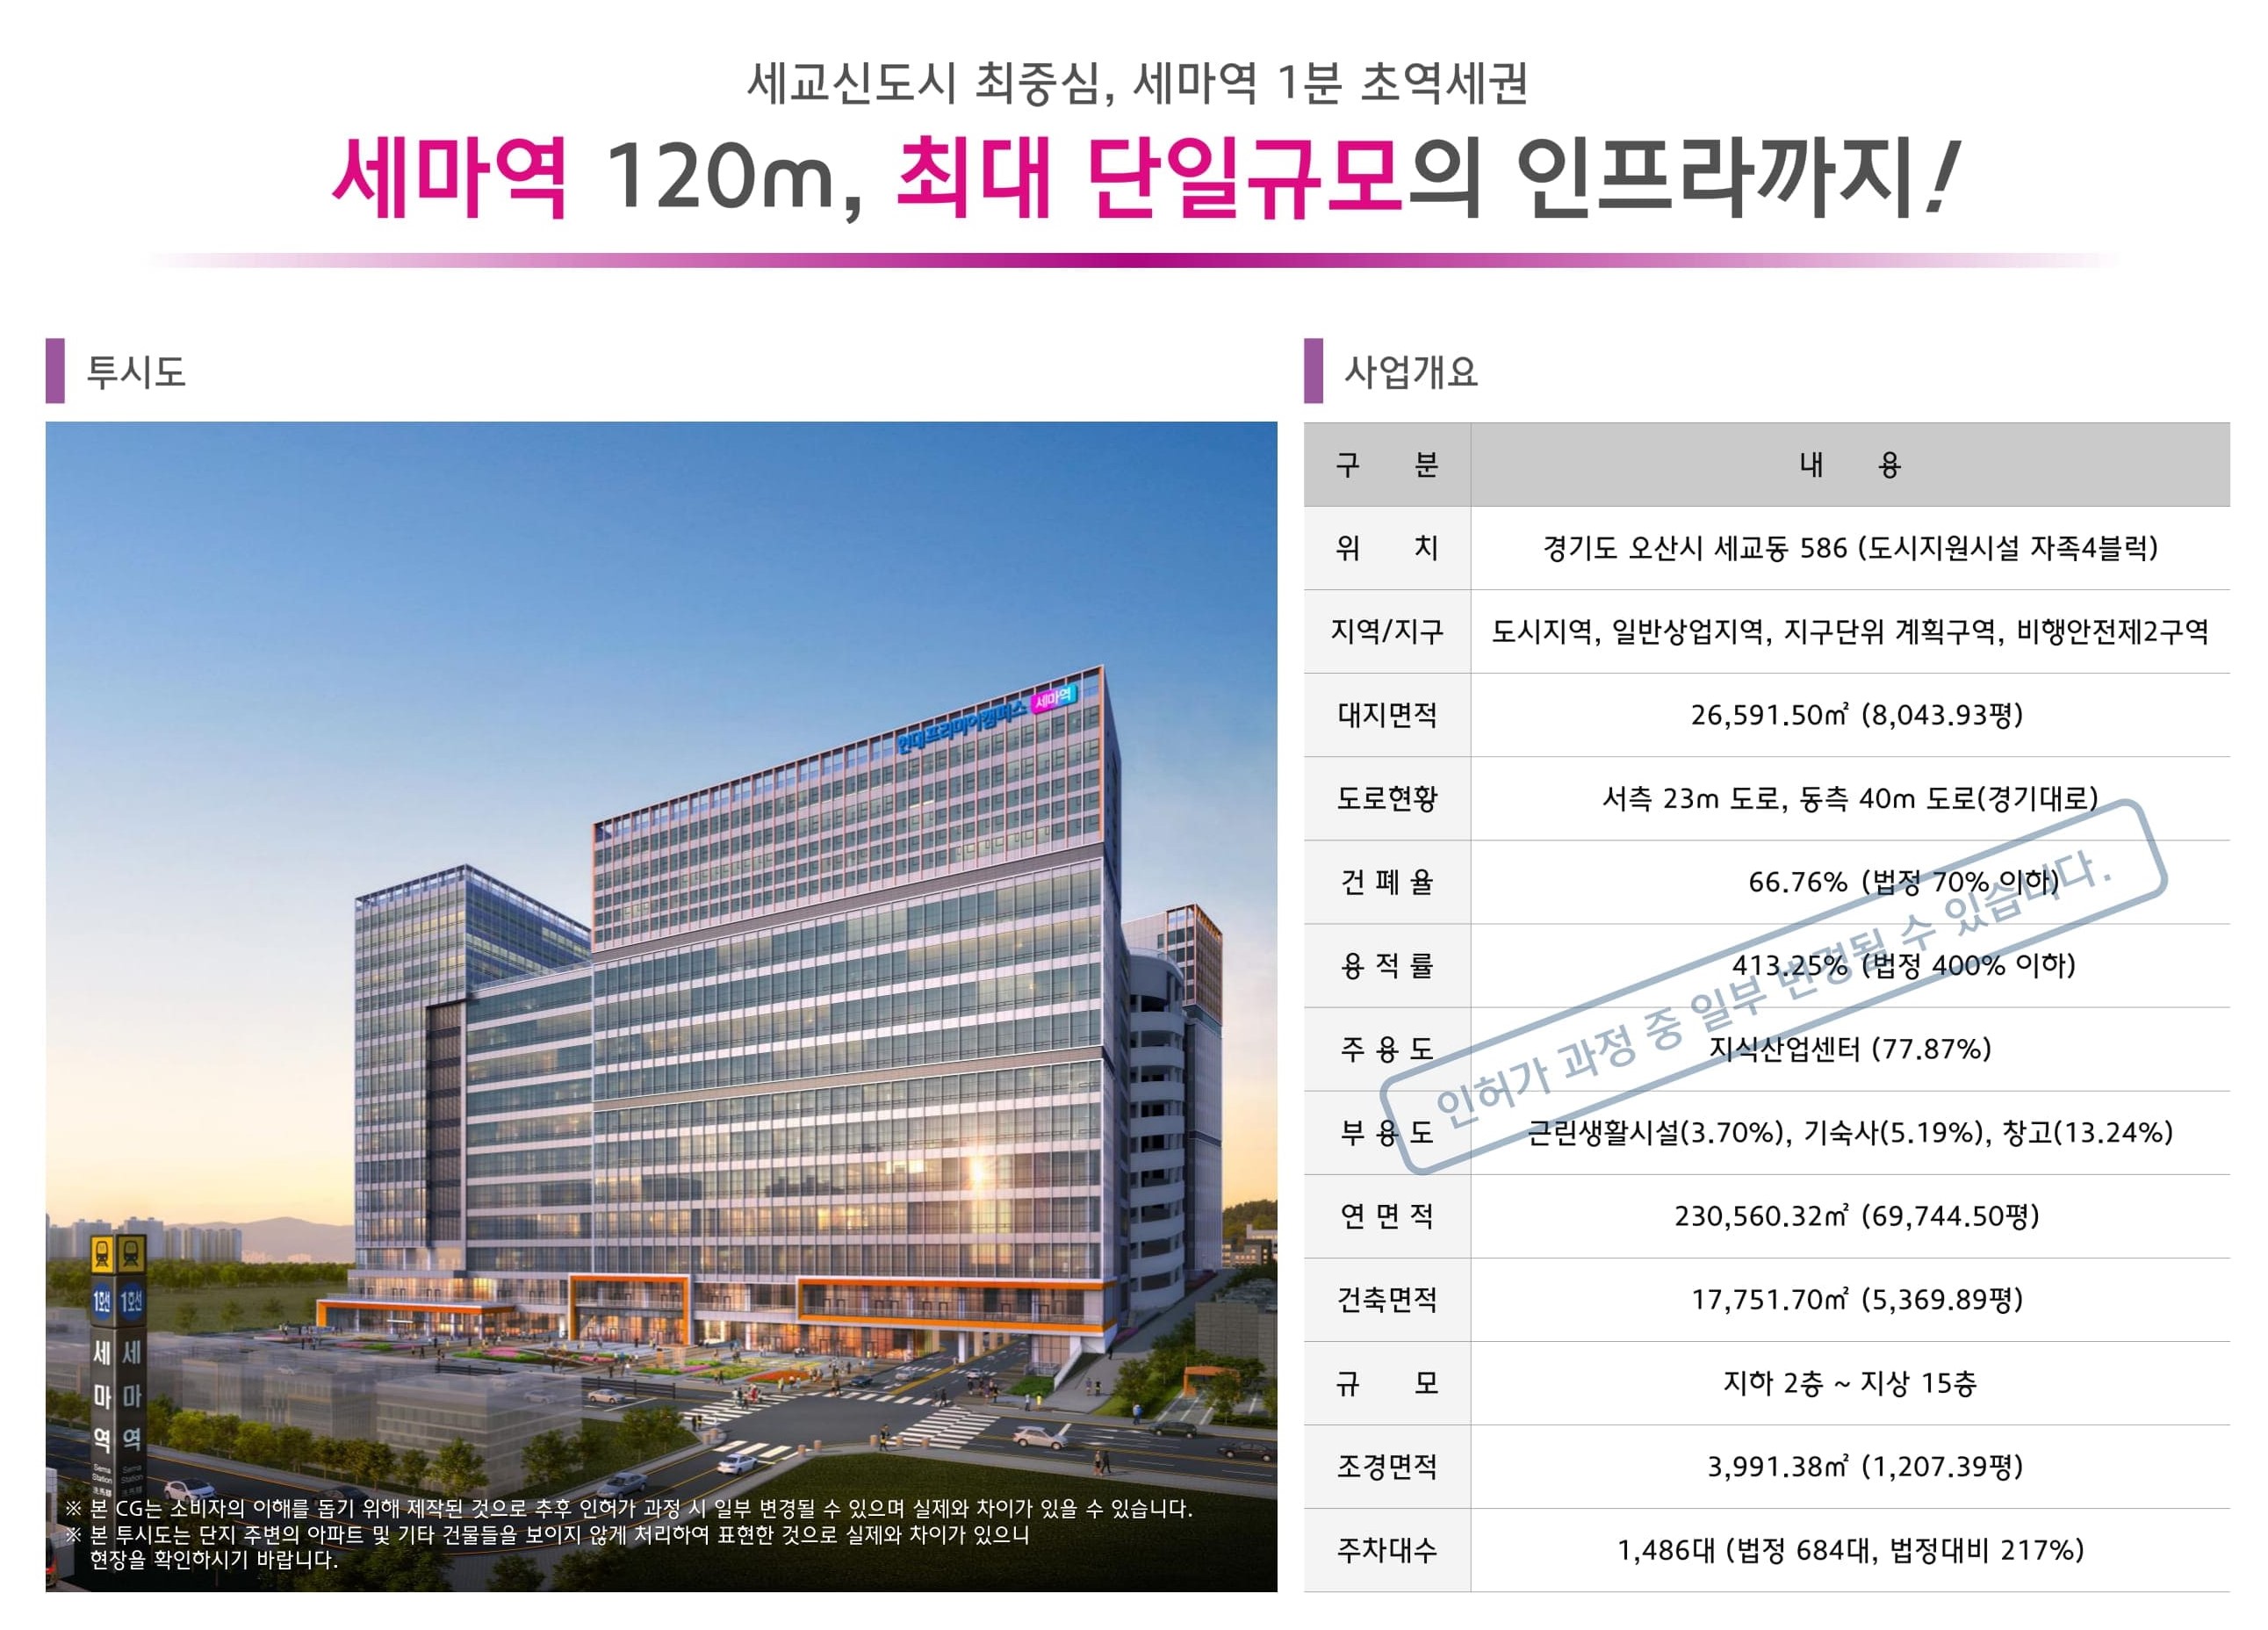 세교신도시 최중심, 세마역 1분 초역세권
세마역 120m, 최대 단일규모의 인프라까지!
투시도
현대프리미어캠퍼스 세마역
1호선 1호선
세마역 세마역
Sema Station Sema Station
※ 본 CG는 소비자의 이해를 돕기 위해 제작된 것으로 추후 인허가 과정 시 일부 변경될 수 있으며 실제와 차이가 있을 수 있습니다.
※ 본 투시도는 단지 주변의 아파트 및 기타 건물들을 보이지 않게 처리하여 표현한 것으로 실제와 차이가 있으니
현장을 확인하시기 바랍니다.
사업개요
구 분 내 용
위 치 경기도 오산시 세교동 586 (도시지원시설 자족4블럭)
지역/지구 도시지역, 일반상업지역, 지구단위 계획구역, 비행안전제2구역
대지면적 26,591.50㎡ (8,043.93평)
도로현황 서측 23m 도로, 동측 40m 도로(경기대로)
건 폐 율 66.76% (법정 70% 이하)
용 적 률 413.25% (법정 400% 이하)
주 용 도 지식산업센터 (77.87%)
부 용 도 근린생활시설(3.70%), 기숙사(5.19%), 창고(13.24%)
연 면 적 230,560.32㎡ (69,744.50평)
건축면적 17,751.70㎡ (5,369.89평)
규 모 지하 2층 ~ 지상 15층
조경면적 3,991.38㎡ (1,207.39평)
주차대수 1,486대 (법정 684대, 법정대비 217%)
인허가 과정 중 일부 변경될 수 있습니다.